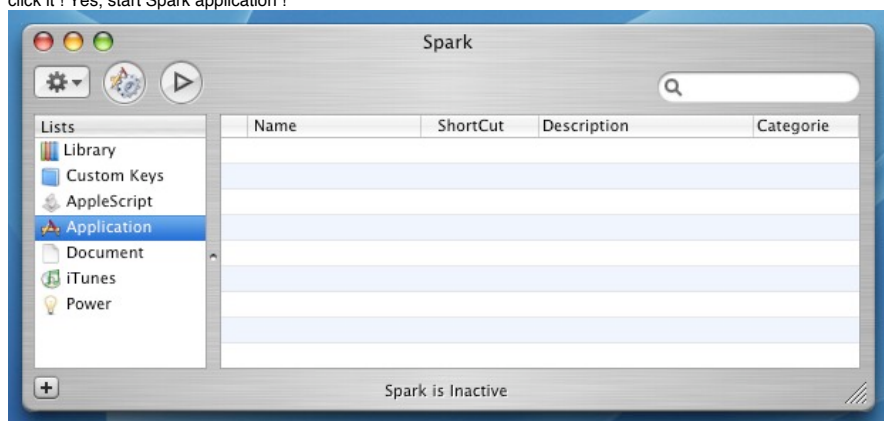 click it ! Yes, start Spark application !
Spark
Lists
Name ShortCut Description Categorie
Library
Custom Keys
AppleScript
Application
Document
iTunes
Power
Spark is Inactive